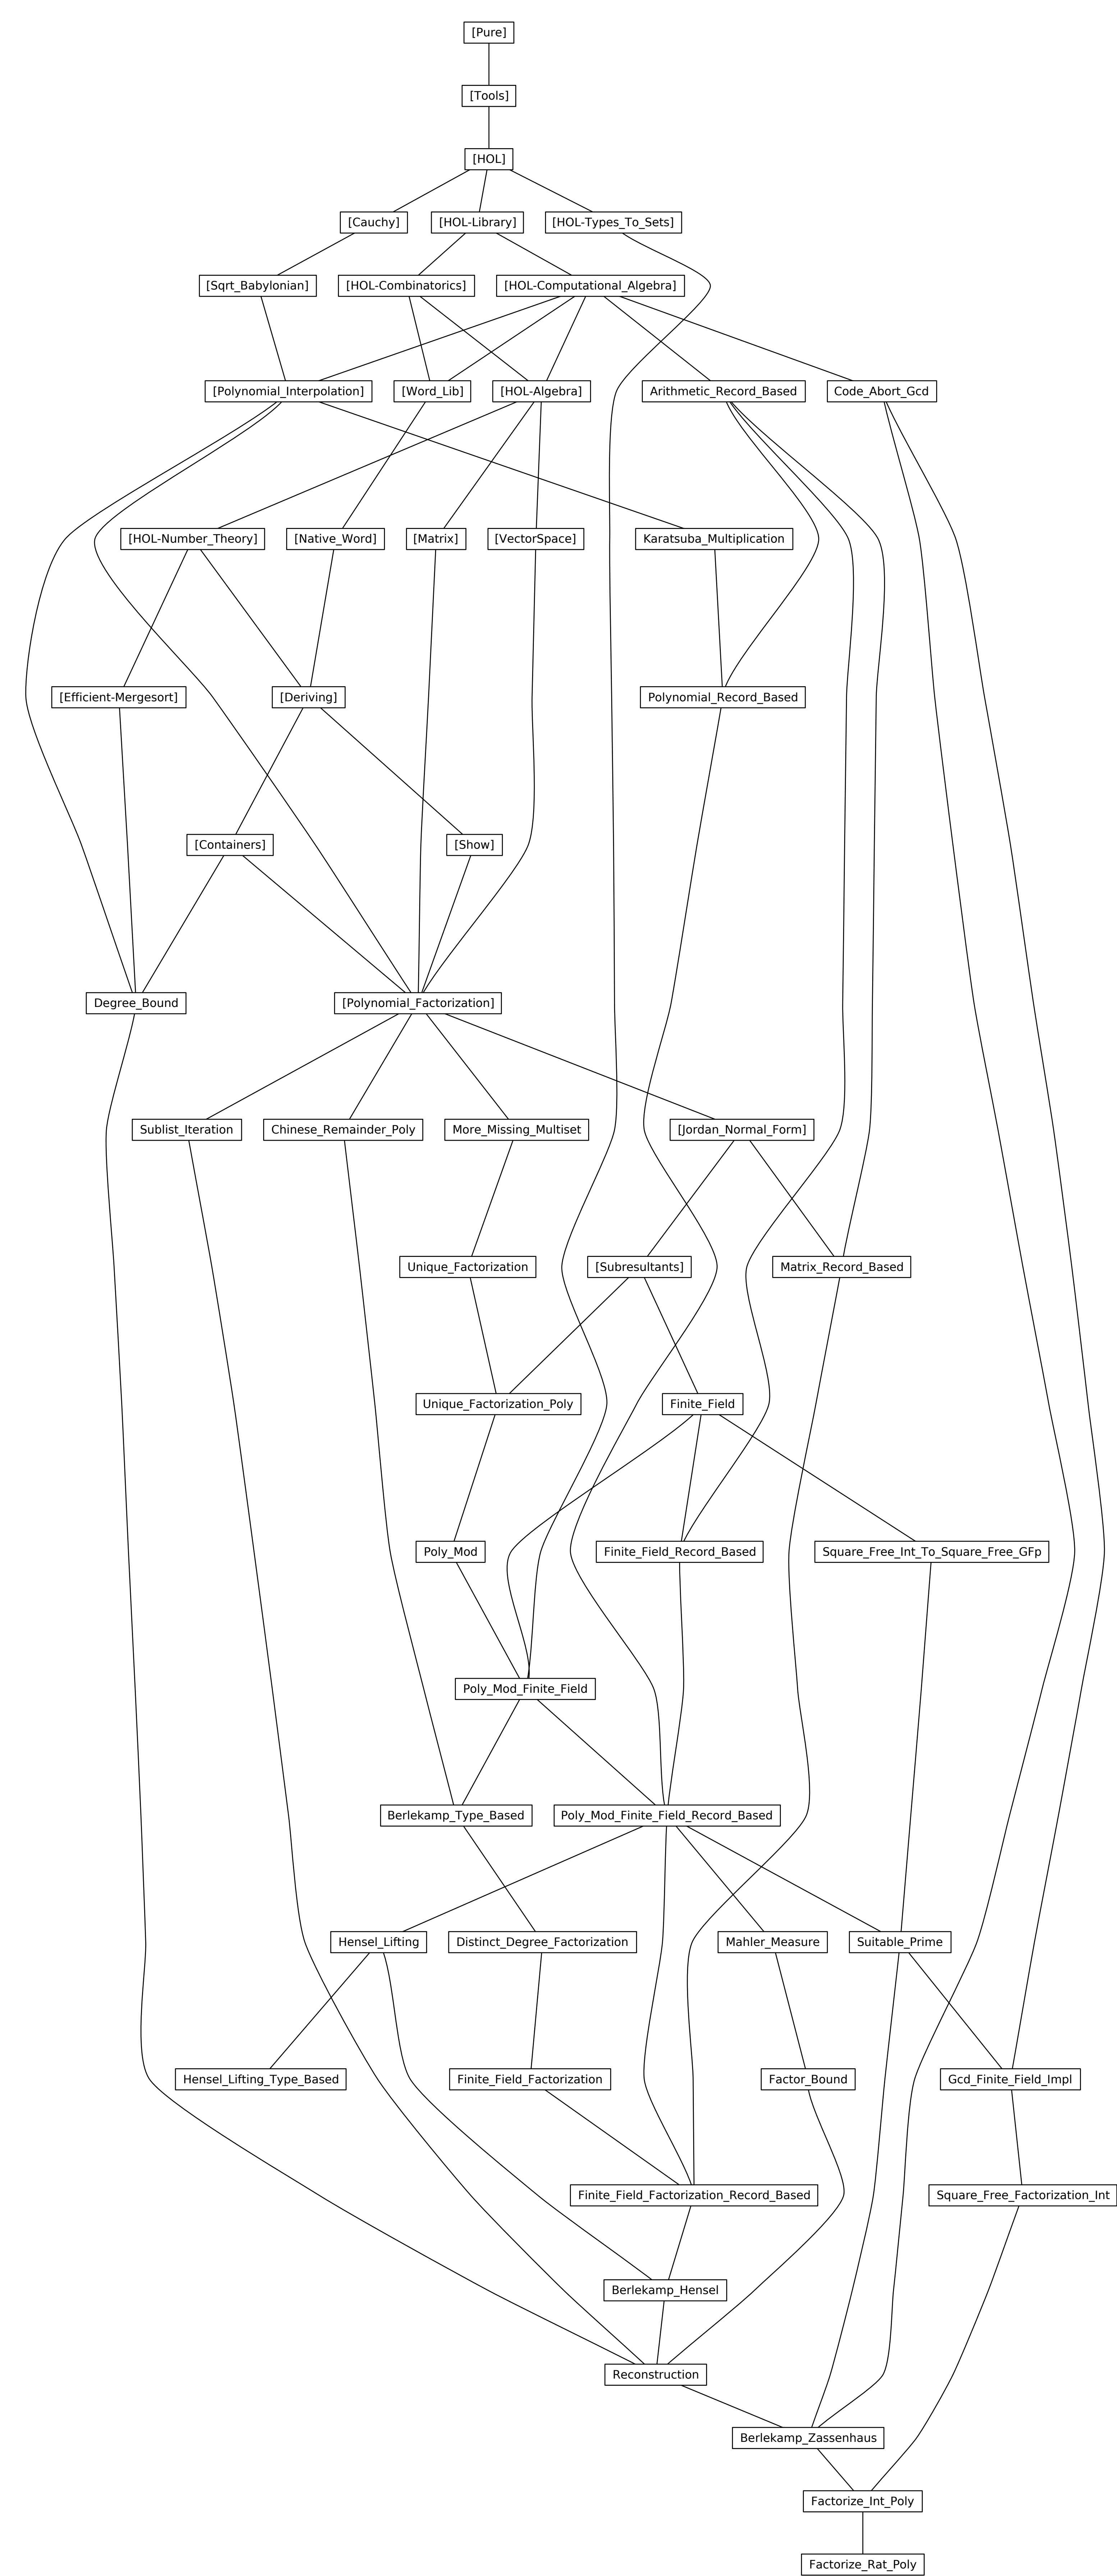 [Pure]
[Tools]
[HOL]
[Cauchy]
[HOL-Library]
[HOL-Types_To_Sets]
[Sqrt_Babylonian]
[HOL-Combinatorics]
[HOL-Computational_Algebra]
[Polynomial_Interpolation]
[Word_Lib]
[HOL-Algebra]
Arithmetic_Record_Based
Code_Abort_Gcd
[HOL-Number_Theory]
[Native_Word]
[Matrix]
[VectorSpace]
Karatsuba_Multiplication
[Efficient-Mergesort]
[Deriving]
Polynomial_Record_Based
[Containers]
[Show]
Degree_Bound
[Polynomial_Factorization]
Sublist_Iteration
Chinese_Remainder_Poly
More_Missing_Multiset
[Jordan_Normal_Form]
Unique_Factorization
[Subresultants]
Matrix_Record_Based
Unique_Factorization_Poly
Finite_Field
Poly_Mod
Finite_Field_Record_Based
Square_Free_Int_To_Square_Free_GFp
Poly_Mod_Finite_Field
Berlekamp_Type_Based
Poly_Mod_Finite_Field_Record_Based
Hensel_Lifting
Distinct_Degree_Factorization
Mahler_Measure
Suitable_Prime
Hensel_Lifting_Type_Based
Finite_Field_Factorization
Factor_Bound
Gcd_Finite_Field_Impl
Finite_Field_Factorization_Record_Based
Square_Free_Factorization_Int
Berlekamp_Hensel
Reconstruction
Berlekamp_Zassenhaus
Factorize_Int_Poly
Factorize_Rat_Poly